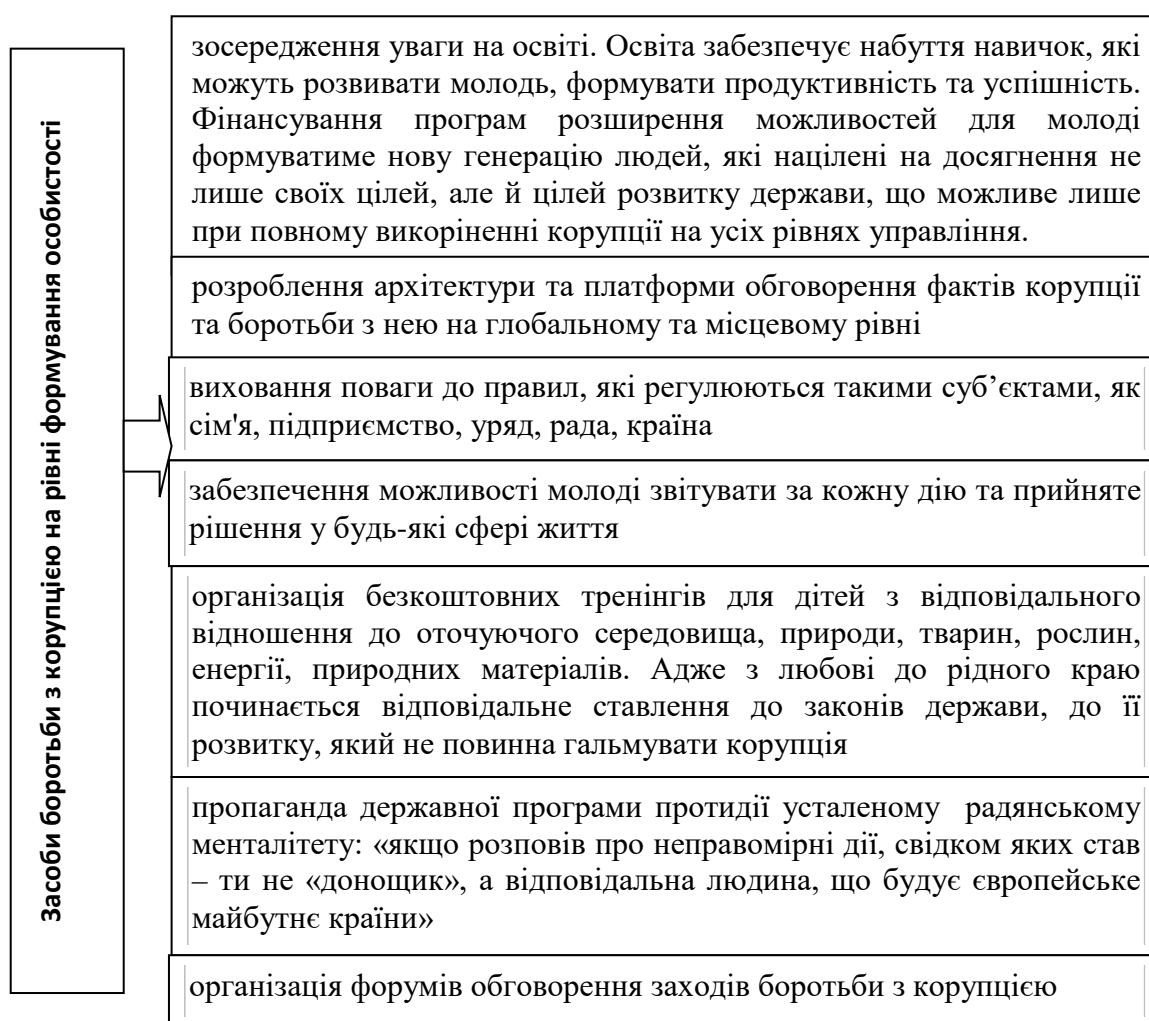 Засоби боротьби з корупцією на рівні формування особистості
зосередження уваги на освіті. Освіта забезпечує набуття навичок, які
можуть розвивати молодь, формувати продуктивність та успішність.
Фінансування програм розширення можливостей для молоді
формуватиме нову генерацію людей, які націлені на досягнення не
лише своїх цілей, але й цілей розвитку держави, що можливе лише
при повному викоріненні корупції на усіх рівнях управління.
розроблення архітектури та платформи обговорення фактів корупції
та боротьби з нею на глобальному та місцевому рівні
виховання поваги до правил, які регулюються такими суб’єктами, як
сім'я, підприємство, уряд, рада, країна
забезпечення можливості молоді звітувати за кожну дію та прийняте
рішення у будь-які сфері життя
організація безкоштовних тренінгів для дітей з відповідального
відношення до оточуючого середовища, природи, тварин, рослин,
енергії, природних матеріалів. Адже з любові до рідного краю
починається відповідальне ставлення до законів держави, до її
розвитку, який не повинна гальмувати корупція
пропаганда державної програми протидії усталеному радянському
менталітету: «якщо розповів про неправомірні дії, свідком яких став
– ти не «донощик», а відповідальна людина, що будує європейське
майбутнє країни»
організація форумів обговорення заходів боротьби з корупцією